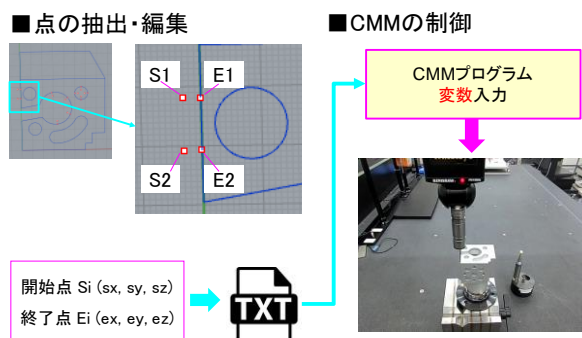 ■点の抽出・編集
■CMMの制御
S1
E1
S2
E2
CMMプログラム
変数入力
開始点 Si (sx, sy, sz)
終了点 Ei (ex, ey, ez)
TXT